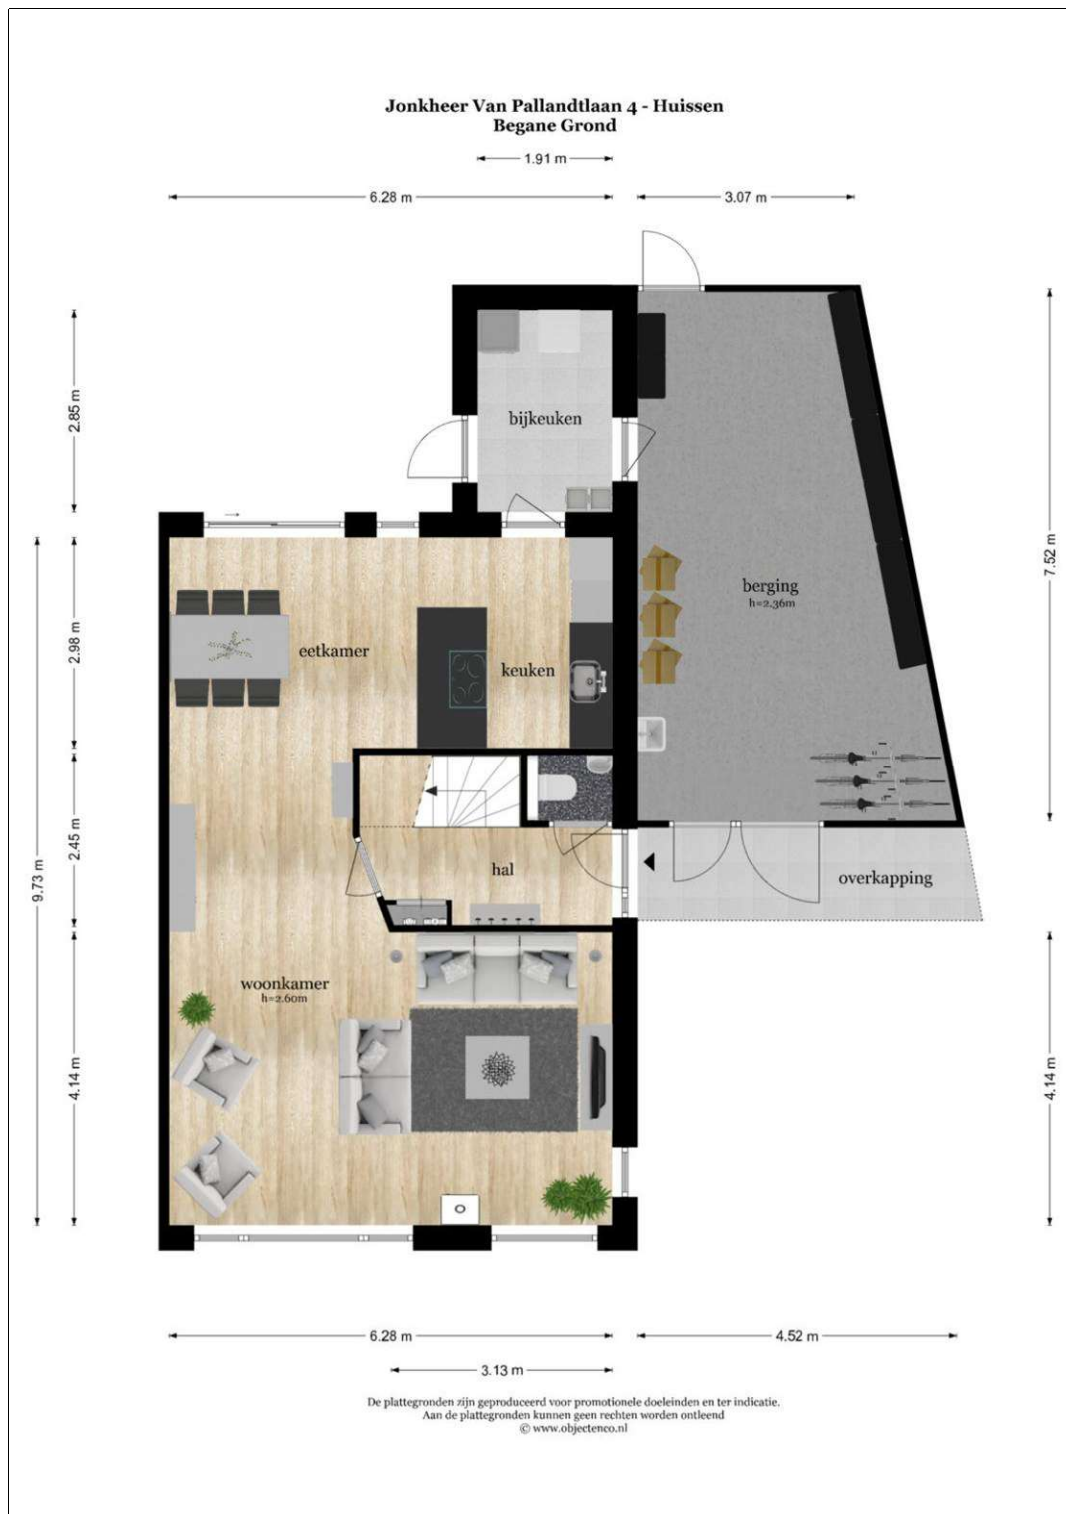 Jonkheer Van Pallandtlaan 4 - Huissen
Begane Grond
1.91 m
6.28 m
3.07 m
2.85 m
bijkeuken
7.52 m
9.73 m
2.98 m
eetkamer
keuken
berging
h=2.36m
2.45 m
hal
overkapping
woonkamer
h=2.60m
4.14 m
4.14 m
6.28 m
4.52 m
3.13 m
De plattegronden zijn geproduceerd voor promotionele doeleinden en ter indicatie.
Aan de plattegronden kunnen geen rechten worden ontleend
© www.objectenco.nl